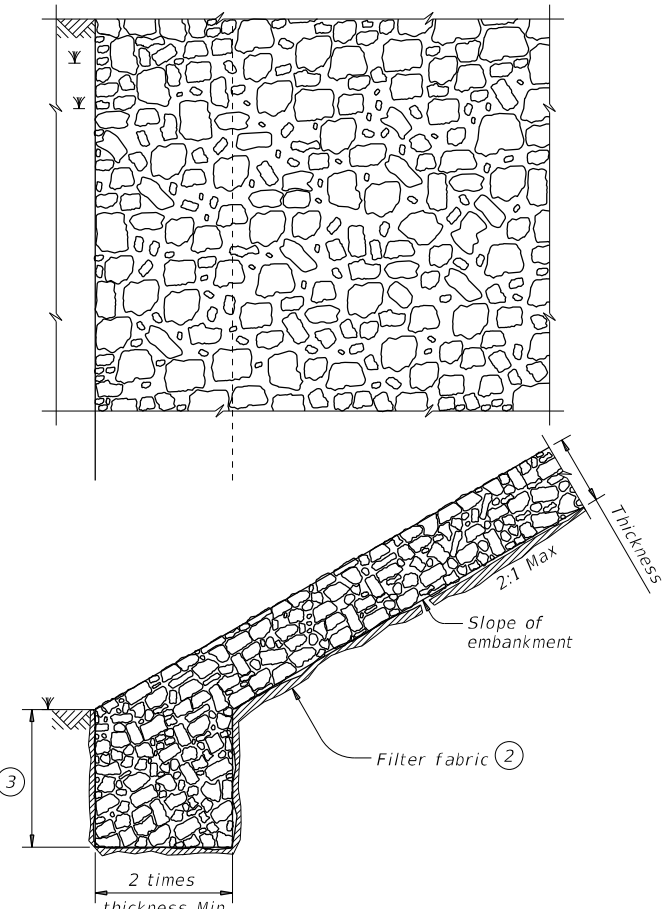 Thickness
2:1 Max
Slope of
embankment
Filter fabric 2
3
2 times
thickness Min